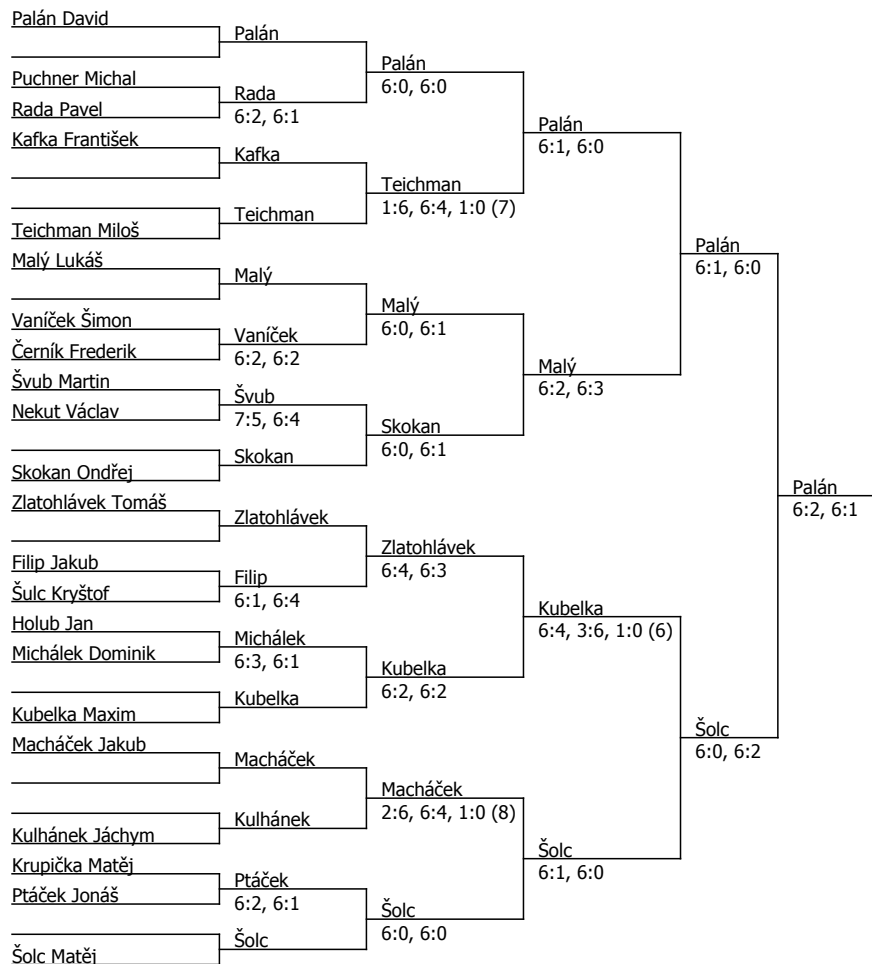 Palán David
Palán
Palán
6:0, 6:0
Puchner Michal
Rada
6:2, 6:1
Rada Pavel
Palán
6:1, 6:0
Kafka František
Kafka
Teichman
1:6, 6:4, 1:0 (7)
Teichman
Teichman Miloš
Palán
6:1, 6:0
Malý Lukáš
Malý
Malý
6:0, 6:1
Vaníček Šimon
Vaníček
6:2, 6:2
Černík Frederik
Malý
6:2, 6:3
Švub Martin
Švub
7:5, 6:4
Nekut Václav
Skokan
6:0, 6:1
Skokan
Skokan Ondřej
Palán
6:2, 6:1
Zlatohlávek Tomáš
Zlatohlávek
Zlatohlávek
6:4, 6:3
Filip Jakub
Filip
6:1, 6:4
Šulc Kryštof
Kubelka
6:4, 3:6, 1:0 (6)
Holub Jan
Michálek
6:3, 6:1
Michálek Dominik
Kubelka
6:2, 6:2
Kubelka
Kubelka Maxim
Šolc
6:0, 6:2
Macháček Jakub
Macháček
Macháček
2:6, 6:4, 1:0 (8)
Kulhánek
Kulhánek Jáchym
Šolc
6:1, 6:0
Krupička Matěj
Ptáček
6:2, 6:1
Ptáček Jonáš
Šolc
6:0, 6:0
Šolc
Šolc Matěj